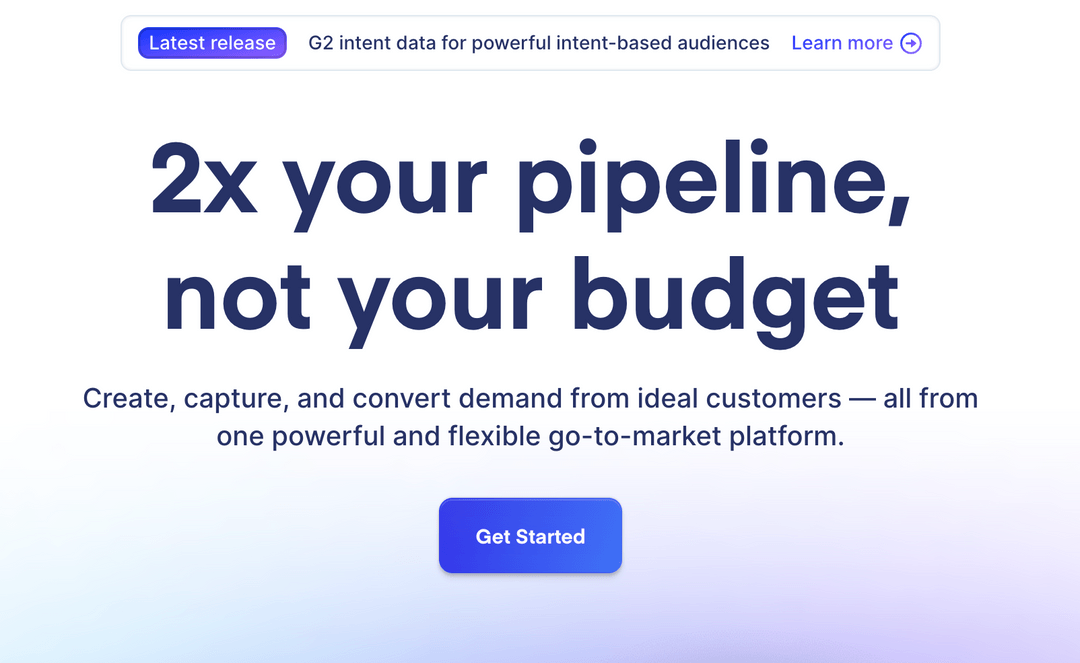 Latest release G2 intent data for powerful intent-based audiences Learn more
2x your pipeline,
not your budget
Create, capture, and convert demand from ideal customers — all from
one powerful and flexible go-to-market platform.
Get Started